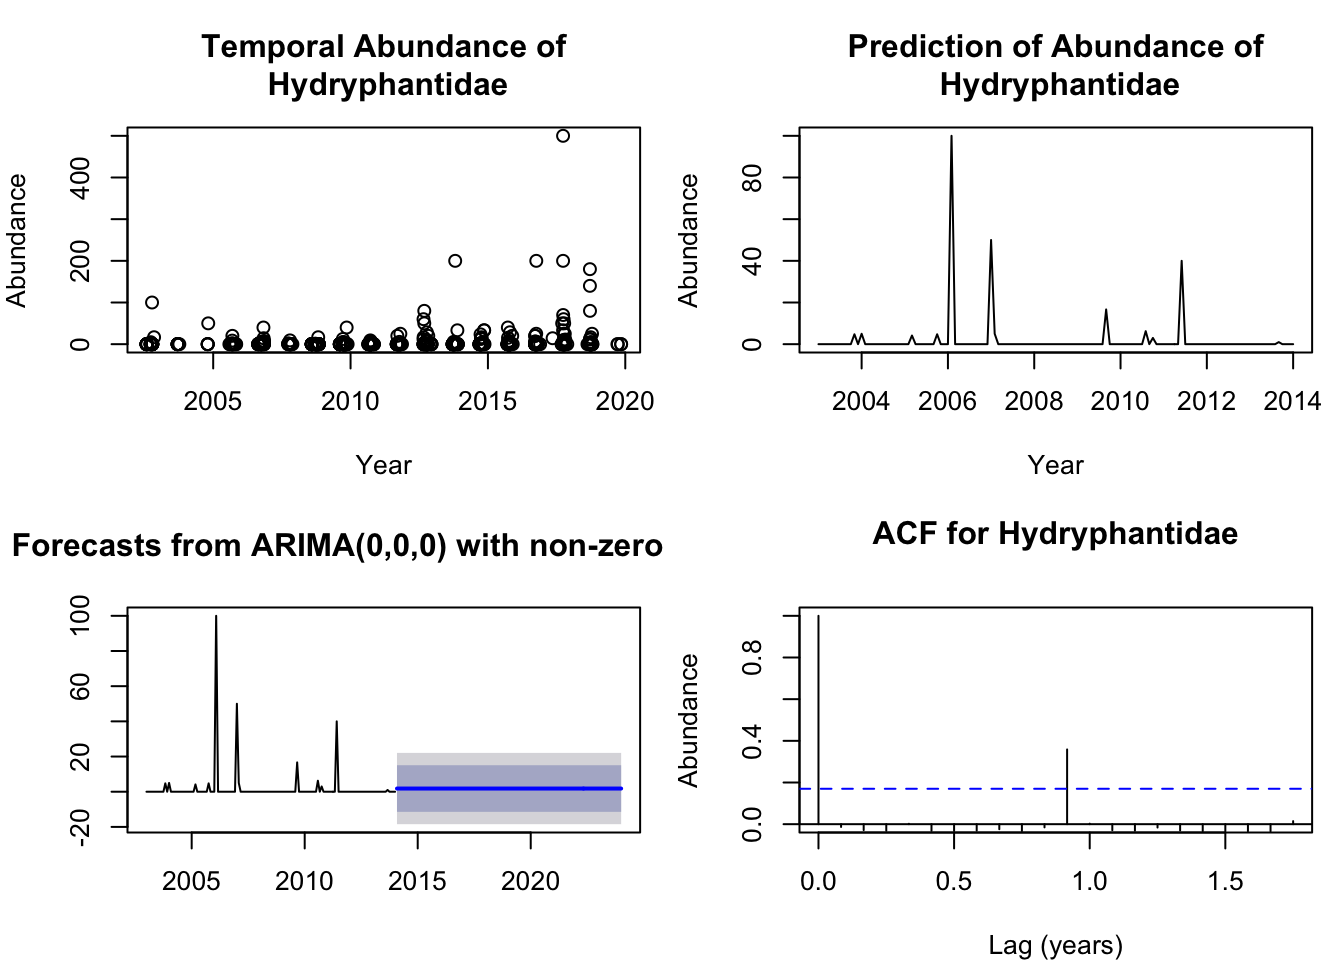 Temporal Abundance of
Hydryphantidae
Abundance
0 200 400
2005 2010 2015 2020
Year
Prediction of Abundance of
Hydryphantidae
Abundance
0 40 80
2004 2006 2008 2010 2012 2014
Year
Forecasts from ARIMA(0,0,0) with non-zero
-20 20 60 100
2005 2010 2015 2020
ACF for Hydryphantidae
Abundance
0.0 0.4 0.8
0.0 0.5 1.0 1.5
Lag (years)